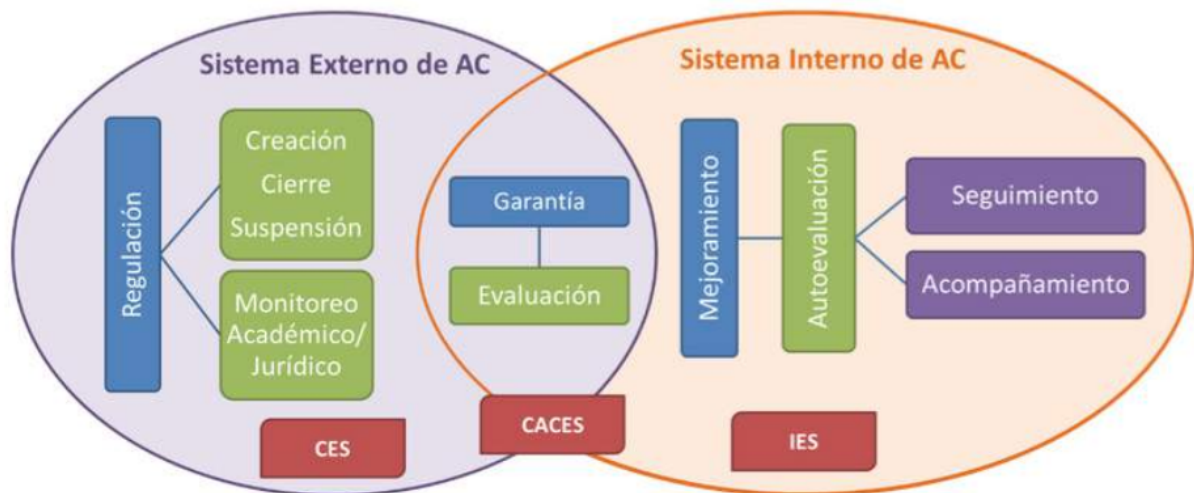 Sistema Externo de AC
Regulación
Creación
Cierre
Suspensión
Monitoreo
Académico/
Jurídico
CES
Garantía
Evaluación
CACES
Sistema Interno de AC
Mejoramiento
Autoevaluación
Seguimiento
Acompañamiento
IES